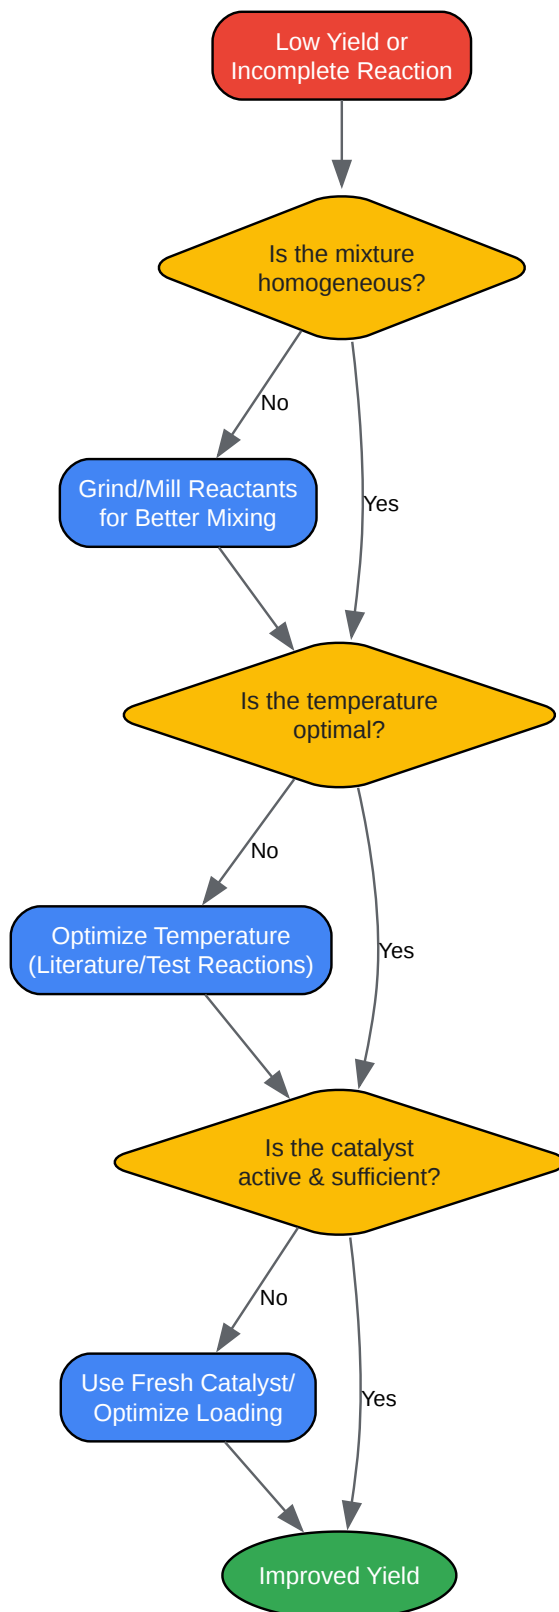 Low Yield or
Incomplete Reaction
Is the mixture
homogeneous?
No
Grind/Mill Reactants
for Better Mixing
Yes
Is the temperature
optimal?
No
Optimize Temperature
(Literature/Test Reactions)
Yes
Is the catalyst
active & sufficient?
No
Use Fresh Catalyst/
Optimize Loading
Yes
Improved Yield